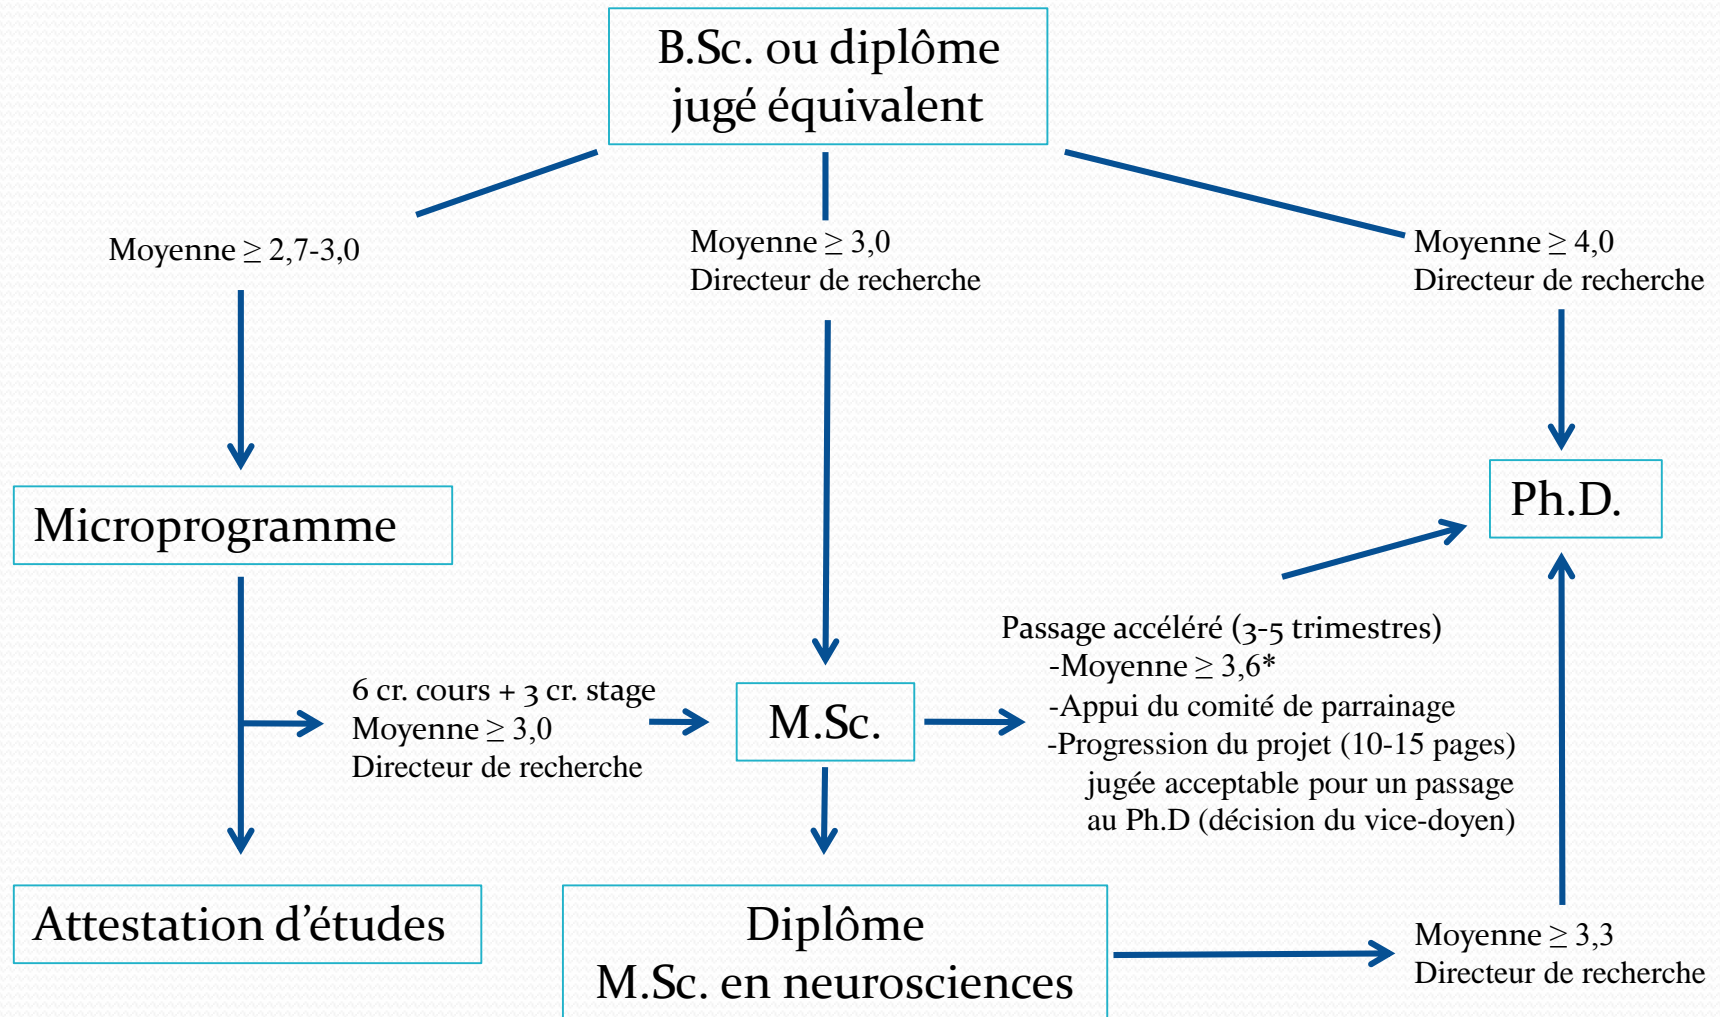 B.Sc. ou diplôme
jugé équivalent
Moyenne ≥ 2,7-3,0
Moyenne ≥ 3,0
Directeur de recherche
Moyenne ≥ 4,0
Directeur de recherche
Microprogramme
Ph.D.
6 cr. cours + 3 cr. stage
Moyenne ≥ 3,0
Directeur de recherche
M.Sc.
Passage accéléré (3-5 trimestres)
-Moyenne ≥ 3,6*
-Appui du comité de parrainage
-Progression du projet (10-15 pages)
jugée acceptable pour un passage
au Ph.D (décision du vice-doyen)
Attestation d'études
Diplôme
M.Sc. en neurosciences
Moyenne ≥ 3,3
Directeur de recherche